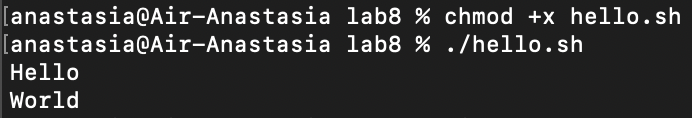 [anastasia@Air-Anastasia lab8 % chmod +x hello.sh
[anastasia@Air-Anastasia lab8 % ./hello.sh
Hello
World